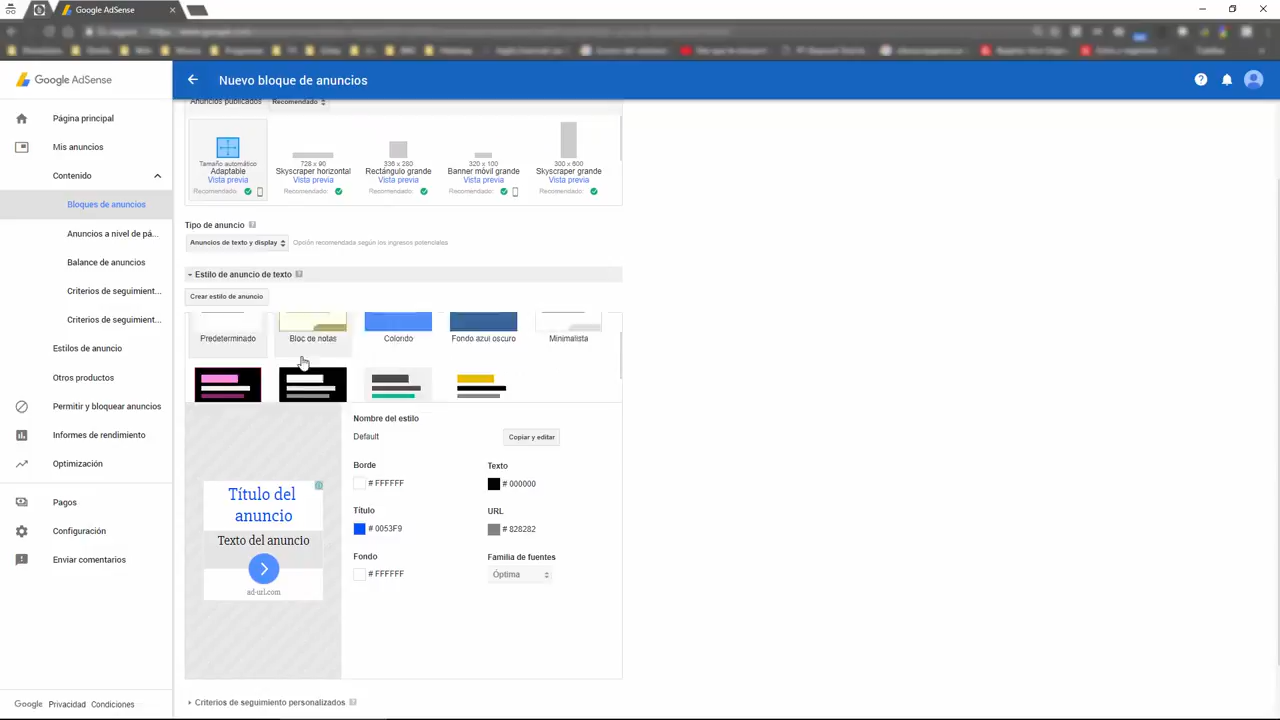 Google AdSense
Google AdSense
Nuevo bloque de anuncios
Página principal
Mis anuncios
Contenido
Bloques de anuncios
Anuncios a nivel de pá...
Balance de anuncios
Criterios de seguimient...
Criterios de seguimient...
Estilos de anuncio
Otros productos
Permitir y bloquear anuncios
Informes de rendimiento
Optimización
Pagos
Configuración
Enviar comentarios
Google Privacidad Condiciones
Anuncios publicados Recomendado
Tamaño automático 728 x 90 336 x 280 320 x 100 300 x 600
Adaptable Skyscraper horizontal Rectángulo grande Banner móvil grande Skyscraper grande
Vista previa Vista previa Vista previa Vista previa Vista previa
Recomendado: Recomendado: Recomendado: Recomendado: Recomendado:
Tipo de anuncio ?
Anuncios de texto y display Opción recomendada según los ingresos potenciales
Estilo de anuncio de texto ?
Crear estilo de anuncio
Predeterminado Bloc de notas Colorido Fondo azul oscuro Minimalista
Título del
anuncio
Texto del anuncio
ad-url.com
Nombre del estilo
Default Copiar y editar
Borde Texto
# FFFFFF # 000000
Título URL
# 0053F9 # 828282
Fondo Familia de fuentes
# FFFFFF Óptima
Criterios de seguimiento personalizados ?